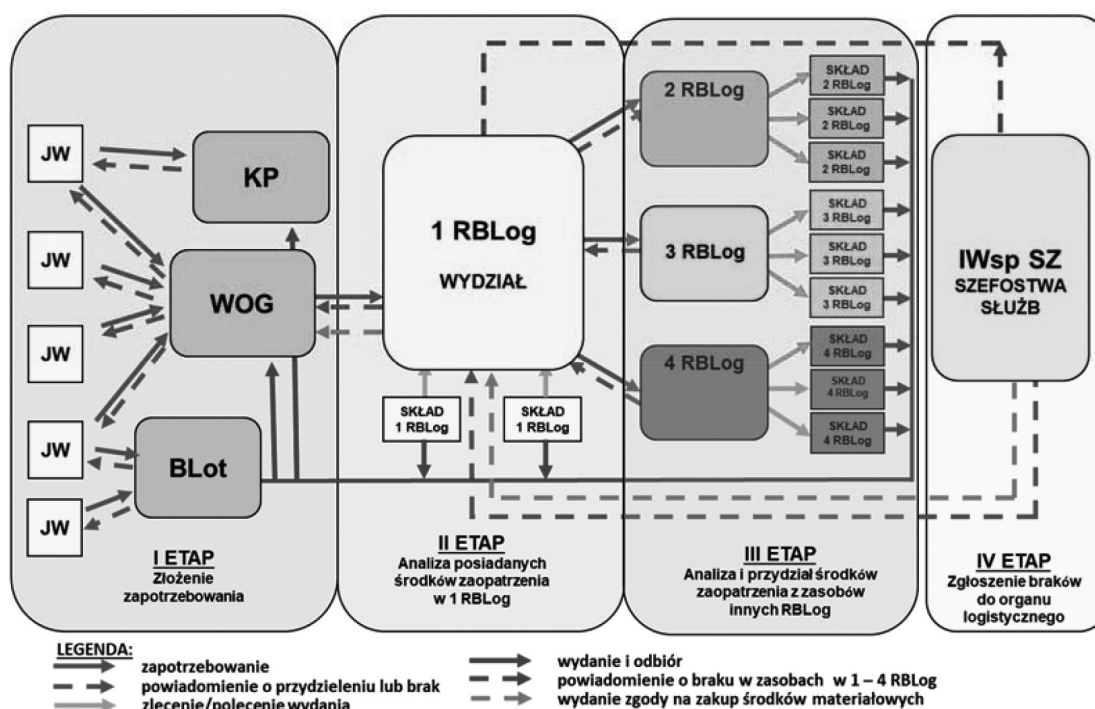 JW
JW
JW
JW
JW
KP
WOG
BLot
I ETAP
Złożenie
zapotrzebowania
1 RBLog
WYDZIAŁ
SKŁAD
1 RBLog
SKŁAD
1 RBLog
II ETAP
Analiza posiadanych
środków zaopatrzenia
w 1 RBLog
2 RBLog
SKŁAD
2 RBLog
SKŁAD
2 RBLog
SKŁAD
2 RBLog
3 RBLog
SKŁAD
3 RBLog
SKŁAD
3 RBLog
SKŁAD
3 RBLog
4 RBLog
SKŁAD
4 RBLog
SKŁAD
4 RBLog
SKŁAD
4 RBLog
III ETAP
Analiza i przydział środków
zaopatrzenia z zasobów
innych RBLog
IWsp SZ
SZEFOSTWA
SŁUŻB
IV ETAP
Zgłoszenie braków
do organu
logistycznego
LEGENDA:
zapotrzebowanie
powiadomienie o przydzieleniu lub brak
zlecenie/polecenie wydania
wydanie i odbiór
powiadomienie o braku w zasobach w 1 – 4 RBLog
wydanie zgody na zakup środków materiałowych